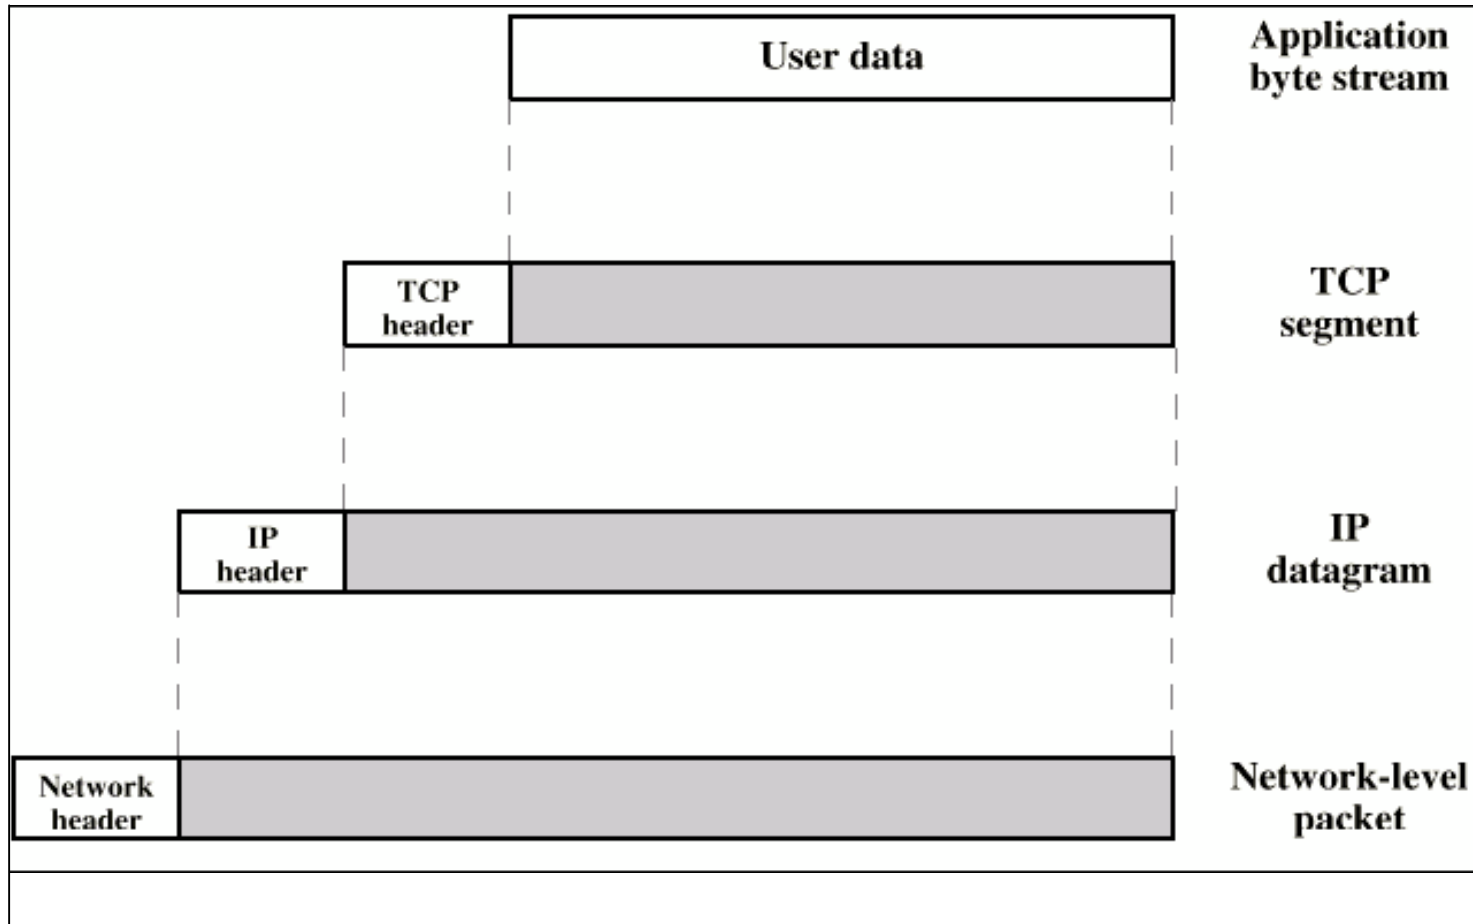 User data
Application
byte stream
TCP
header
TCP
segment
IP
header
IP
datagram
Network
header
Network-level
packet